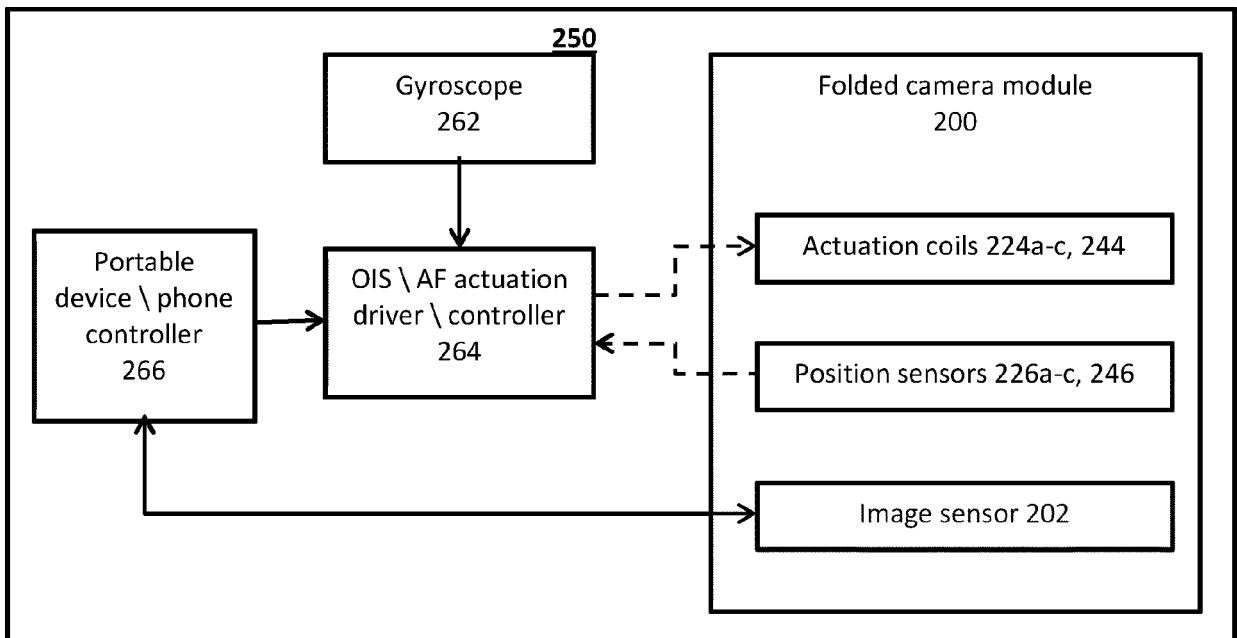 250
Gyroscope
262
Folded camera module
200
Portable
device \ phone
controller
266
OIS \ AF actuation
driver \ controller
264
Actuation coils 224a-c, 244
Position sensors 226a-c, 246
Image sensor 202